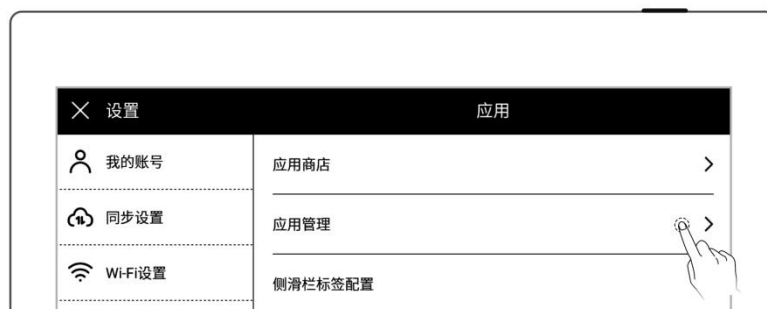 设置
应用
我的账号
应用商店
同步设置
应用管理
Wi-Fi设置
侧滑栏标签配置